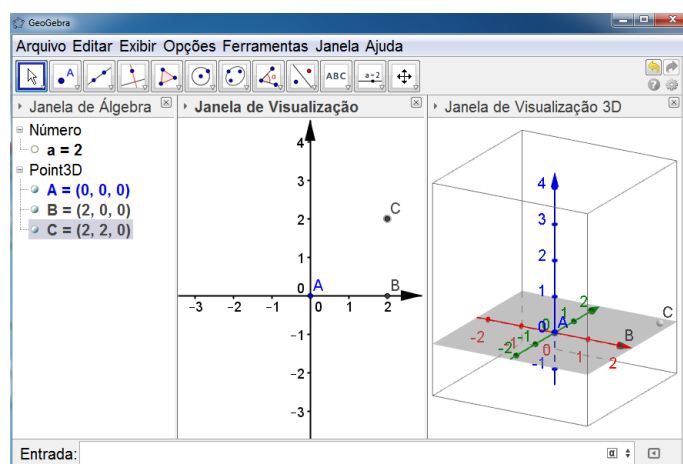 GeoGebra
Arquivo Editar Exibir Opções Ferramentas Janela Ajuda
A α ABC a=2
Janela de Álgebra
Número
a = 2
Point3D
A = (0, 0, 0)
B = (2, 0, 0)
C = (2, 2, 0)
Janela de Visualização
4
3
2
1
0
-1
-2
-3
-3 -2 -1 0 1 2
A
B
C
Janela de Visualização 3D
4
3
2
1
0
-1
-2 -1 0 1 2
-2 -1 0 1 2
A
B
C
Entrada:
α